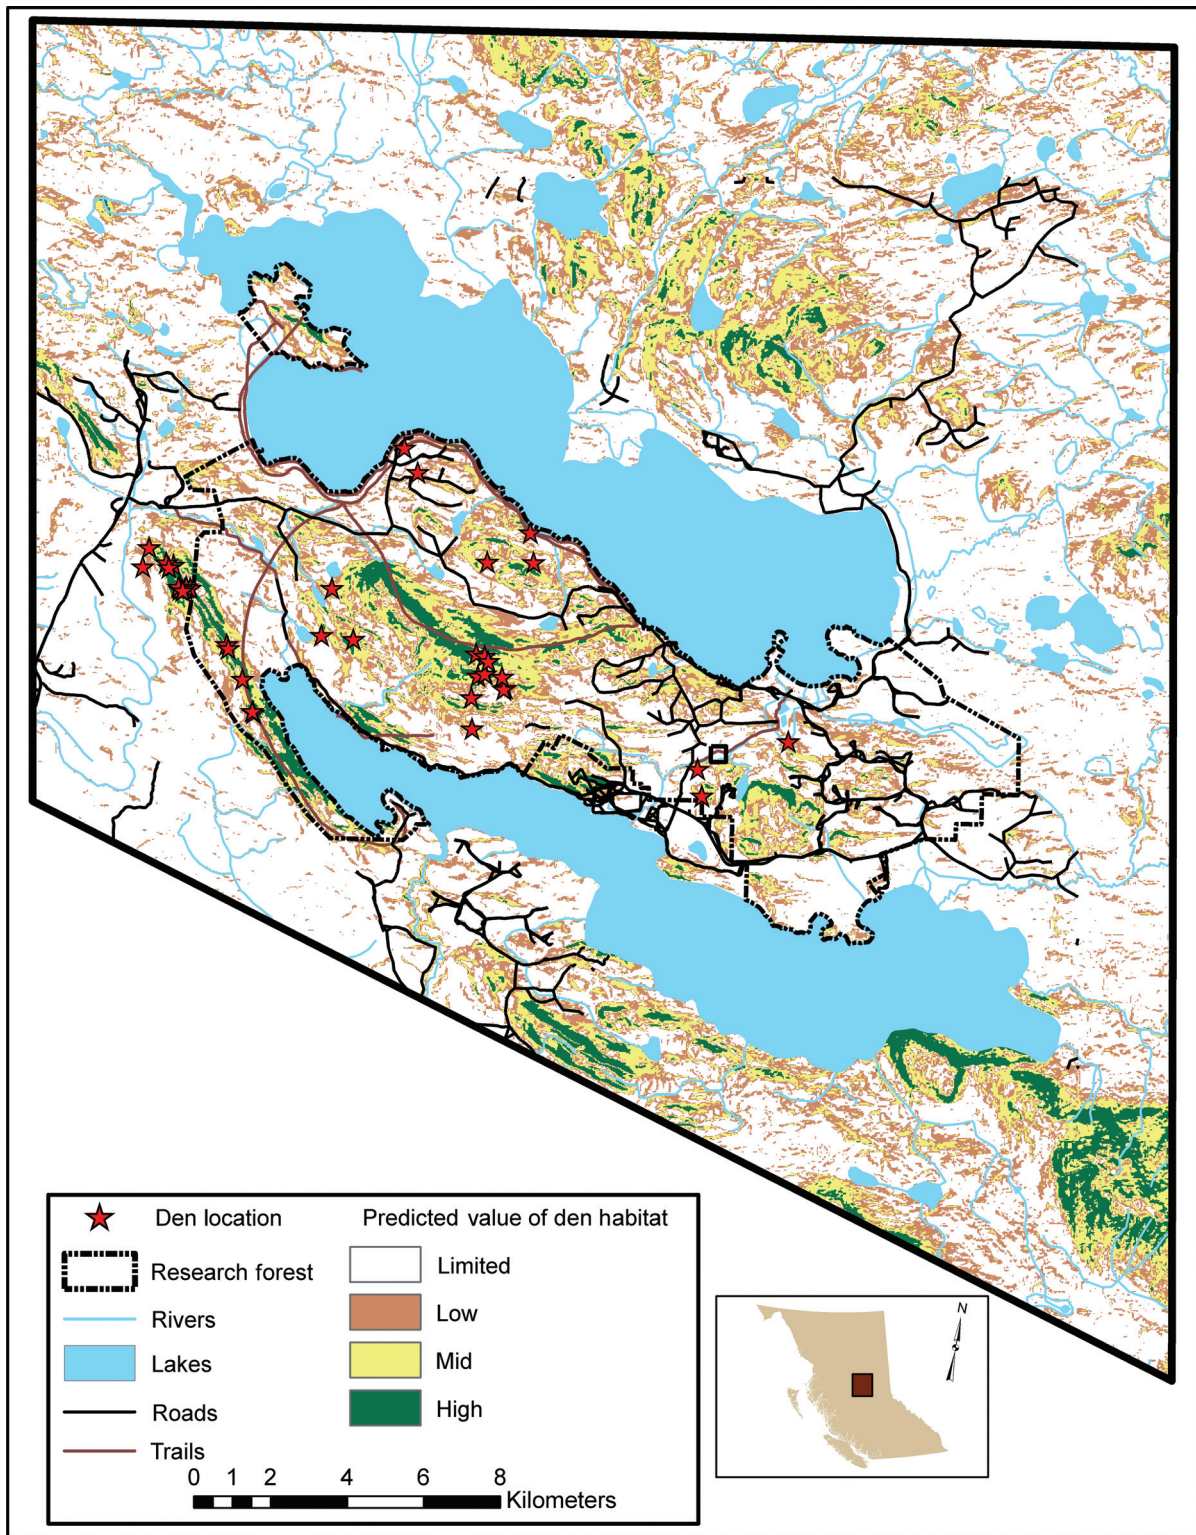 Den location
Predicted value of den habitat
Research forest
Limited
Rivers
Low
Lakes
Mid
Roads
High
Trails
0 1 2 4 6 8
Kilometers
N